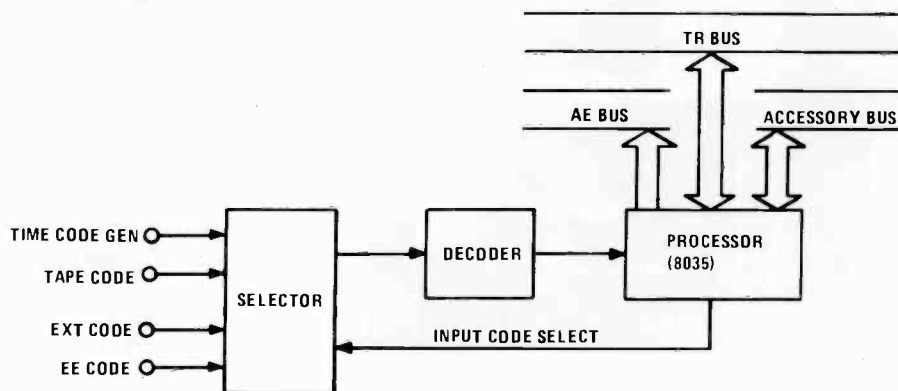 TR BUS
AE BUS
ACCESSORY BUS
TIME CODE GEN
TAPE CODE
EXT CODE
EE CODE
SELECTOR
DECODER
PROCESSOR
(8035)
INPUT CODE SELECT